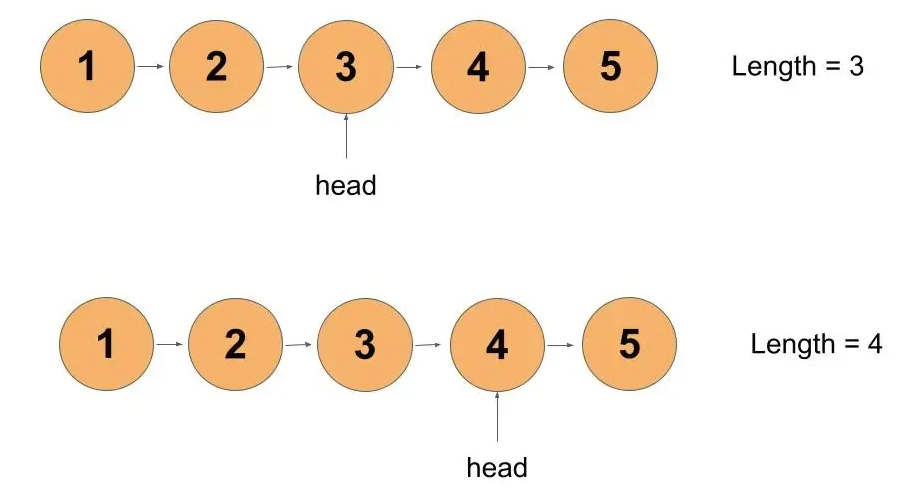 1 2 3 4 5 Length = 3
head
1 2 3 4 5 Length = 4
head